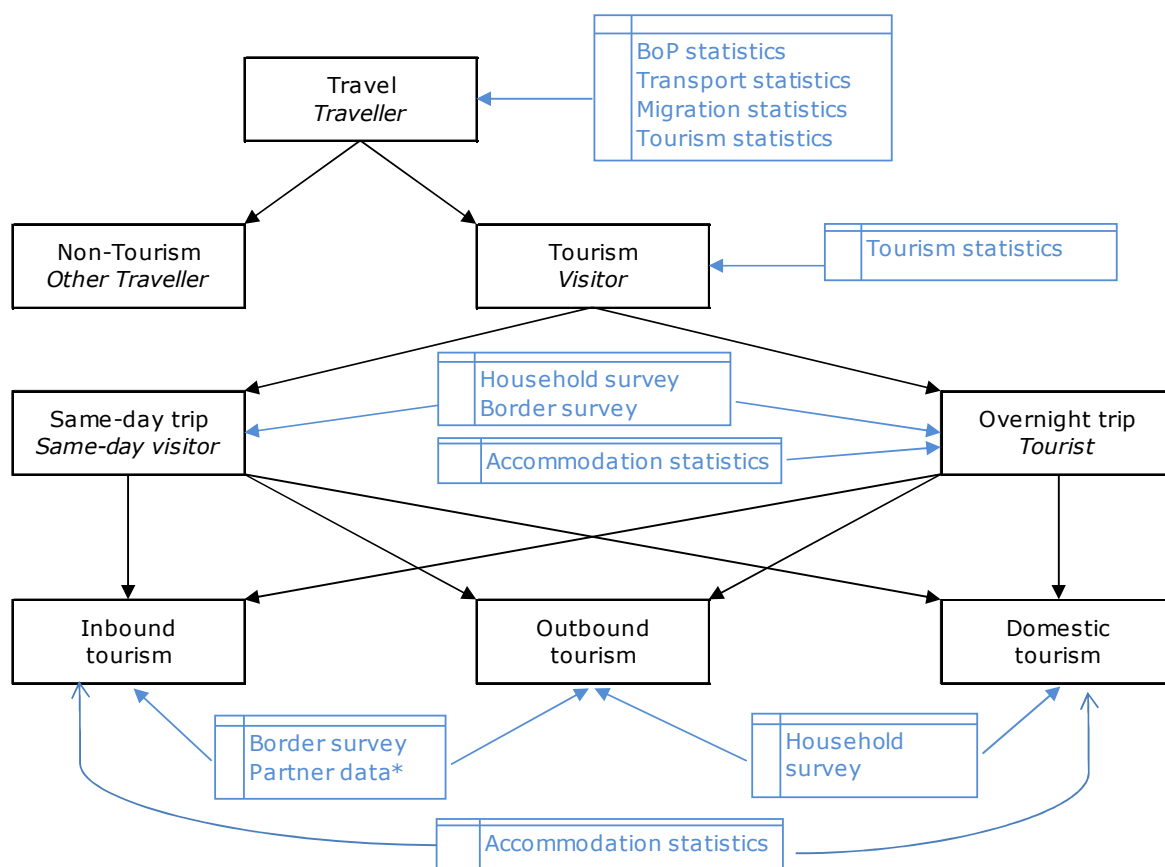 BoP statistics
Transport statistics
Migration statistics
Tourism statistics
Travel
Traveller
Non-Tourism
Other Traveller
Tourism
Visitor
Tourism statistics
Household survey
Border survey
Same-day trip
Same-day visitor
Accommodation statistics
Overnight trip
Tourist
Inbound
tourism
Outbound
tourism
Domestic
tourism
Border survey
Partner data*
Household
survey
Accommodation statistics